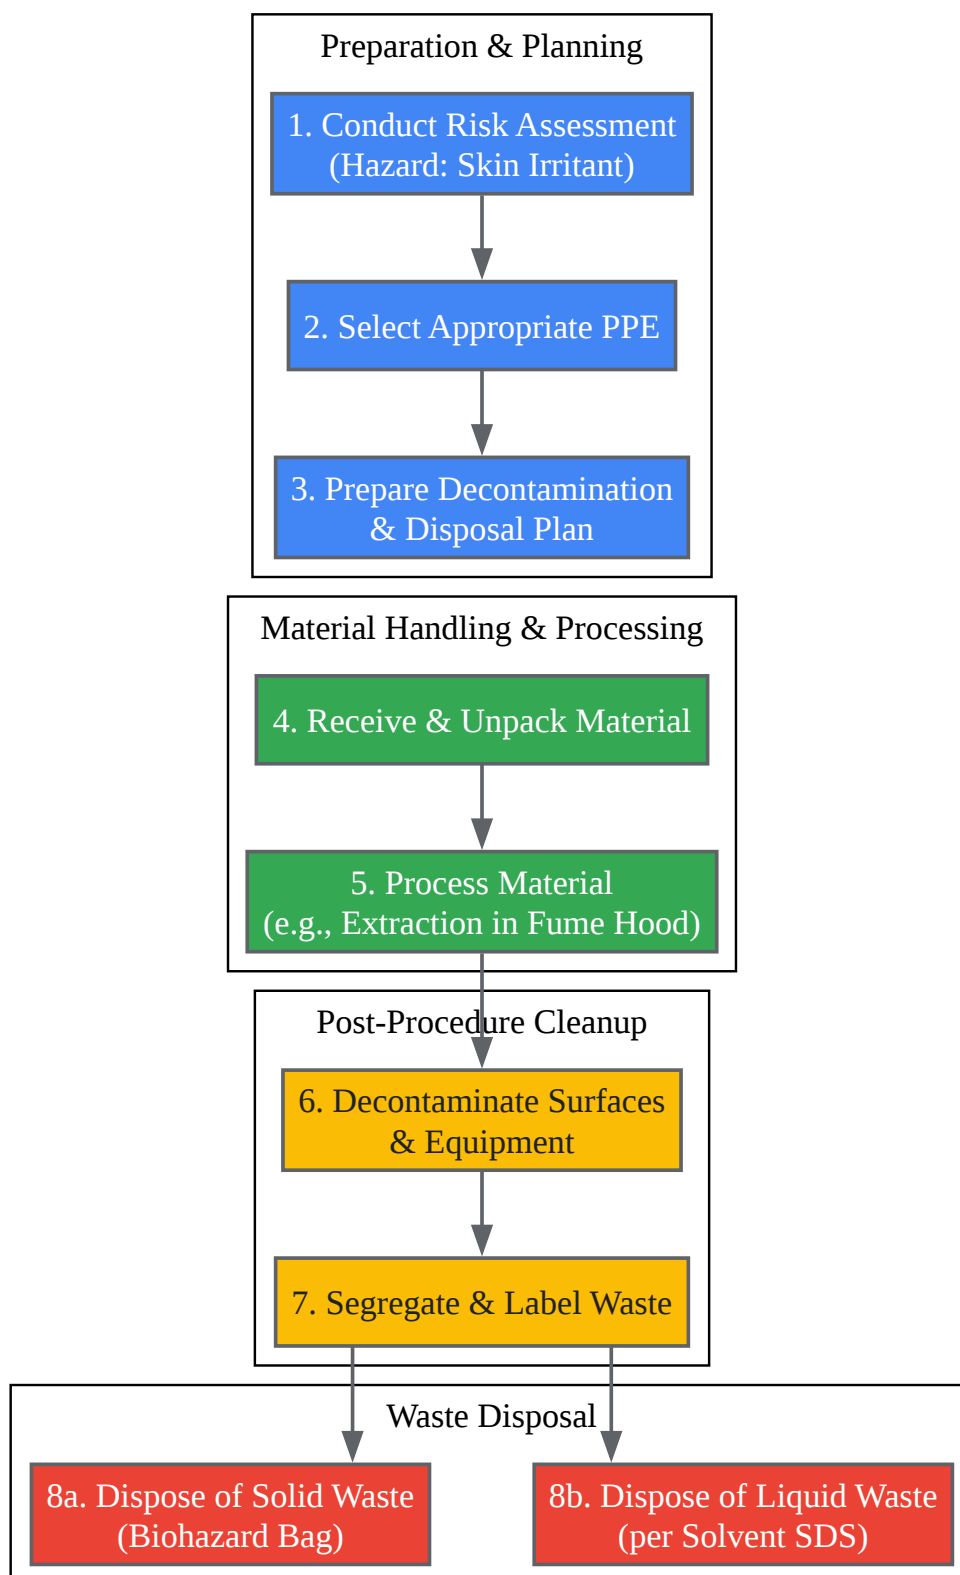 Preparation & Planning
1. Conduct Risk Assessment
(Hazard: Skin Irritant)
2. Select Appropriate PPE
3. Prepare Decontamination
& Disposal Plan
Material Handling & Processing
4. Receive & Unpack Material
5. Process Material
(e.g., Extraction in Fume Hood)
Post-Procedure Cleanup
6. Decontaminate Surfaces
& Equipment
7. Segregate & Label Waste
Waste Disposal
8a. Dispose of Solid Waste
(Biohazard Bag)
8b. Dispose of Liquid Waste
(per Solvent SDS)